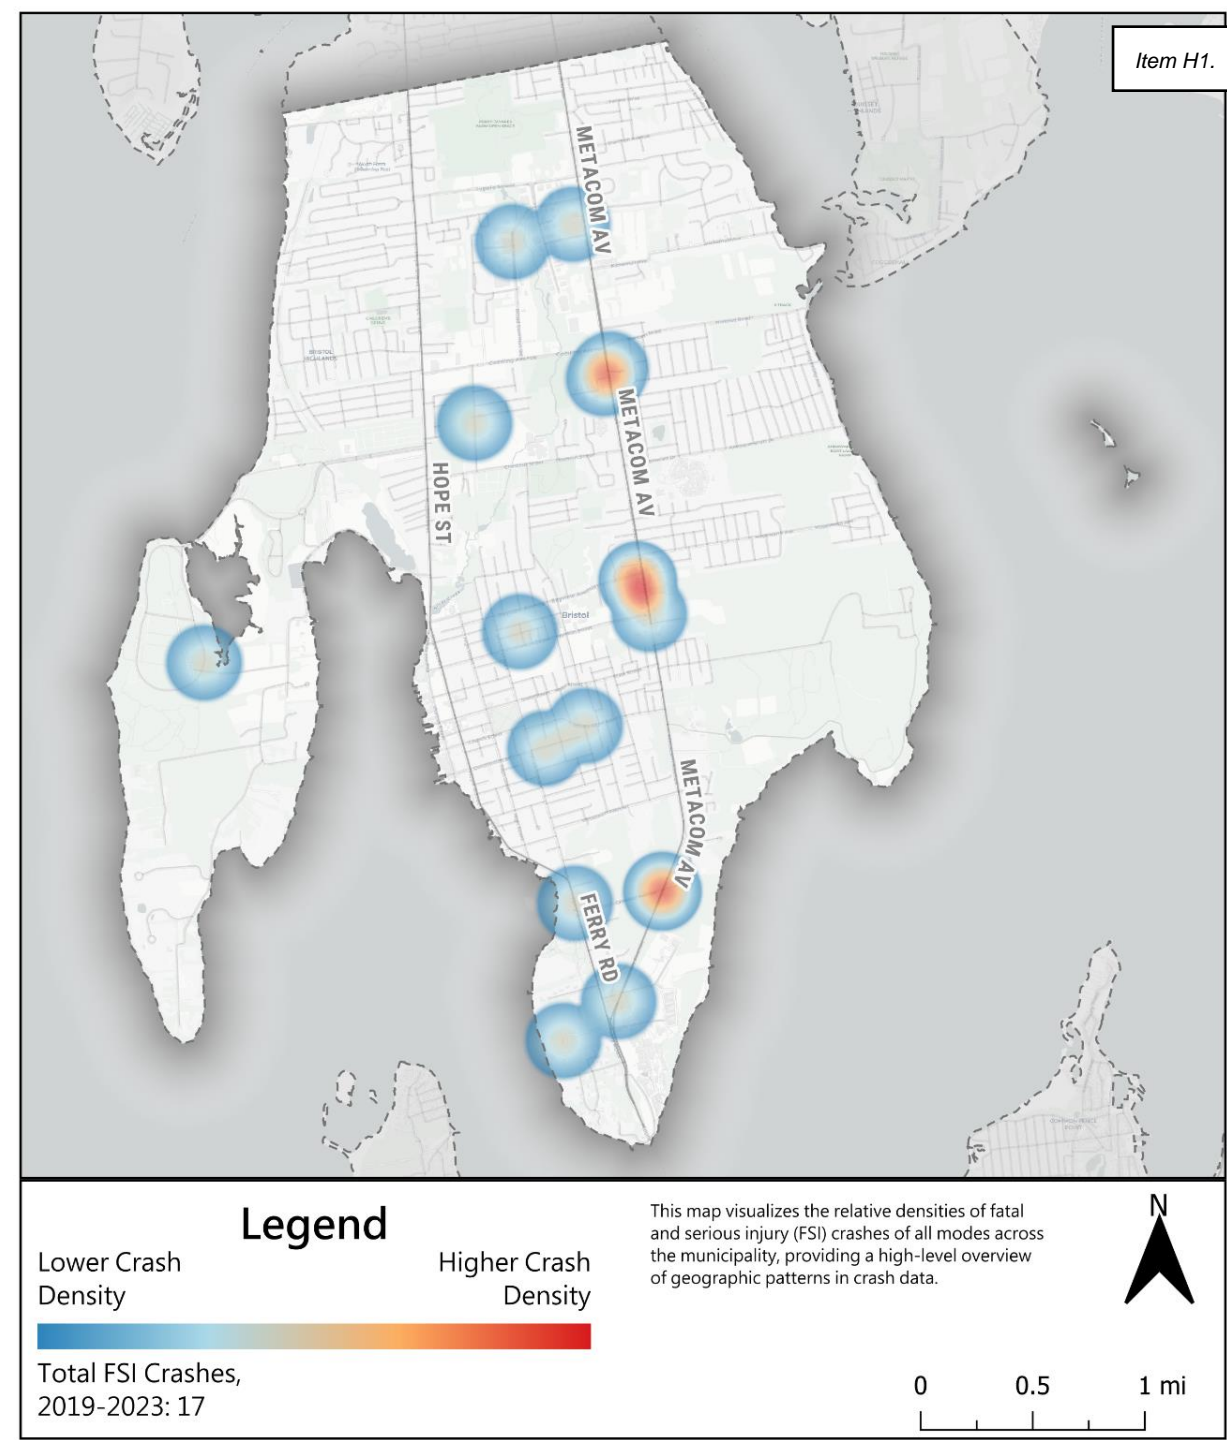 Item H1.
METACOM AV
METACOM AV
HOPE ST
Bristol
METACOM AV
FERRY RD
Legend
Lower Crash
Density
Higher Crash
Density
Total FSI Crashes,
2019-2023: 17
This map visualizes the relative densities of fatal
and serious injury (FSI) crashes of all modes across
the municipality, providing a high-level overview
of geographic patterns in crash data.
N
0 0.5 1 mi